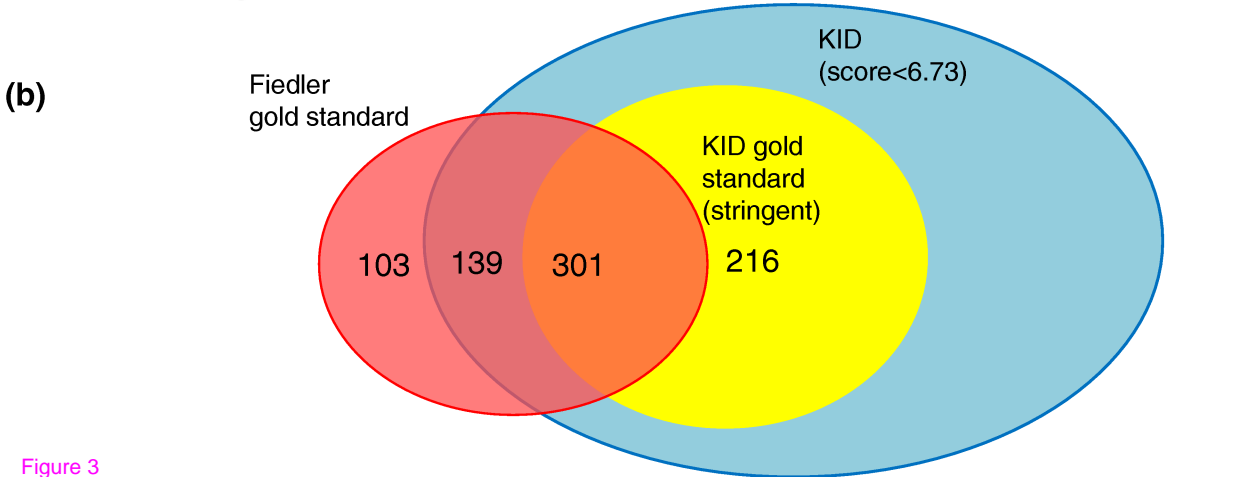 KID
(score<6.73)
Fiedler
gold standard
(b)
KID gold
standard
(stringent)
103
139
301
216
Figure 3